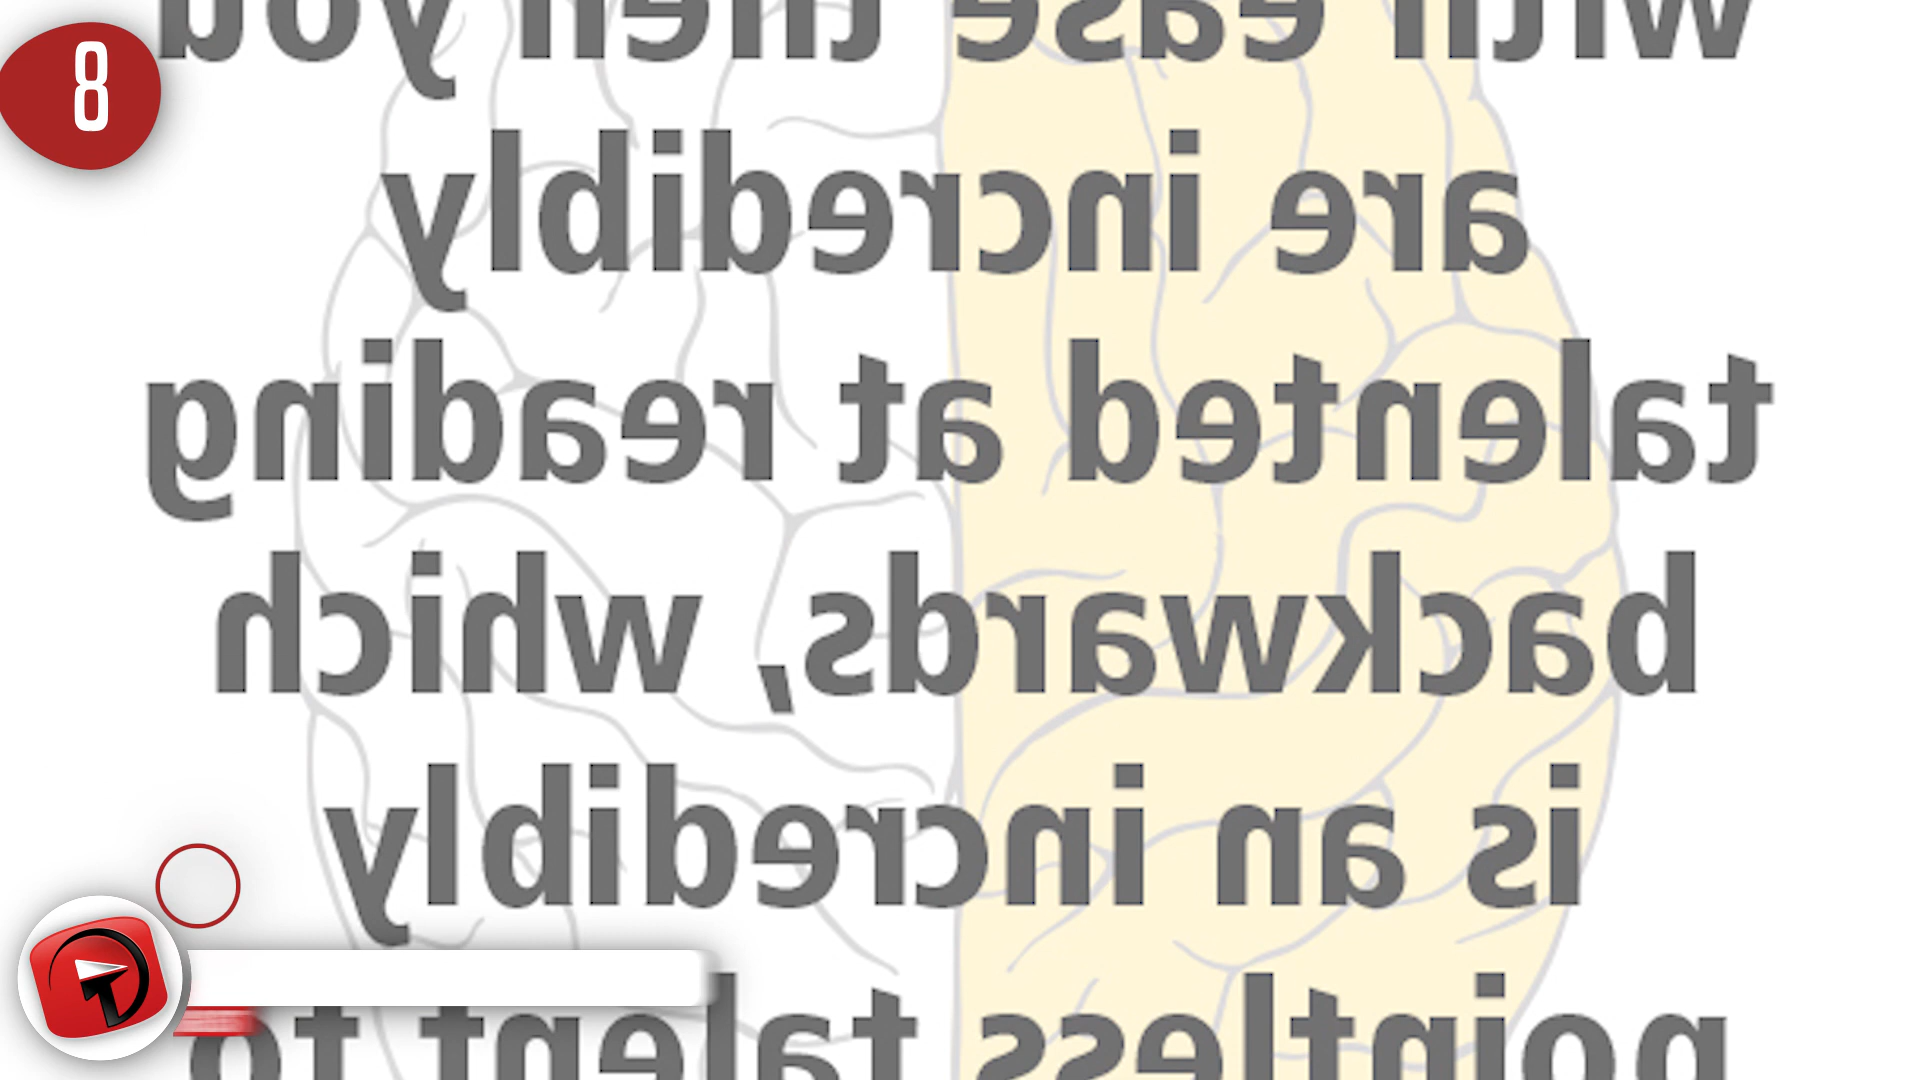 8
with ease then you
are incredibly
talented at reading
backwards, which
is an incredibly
pointless talent to